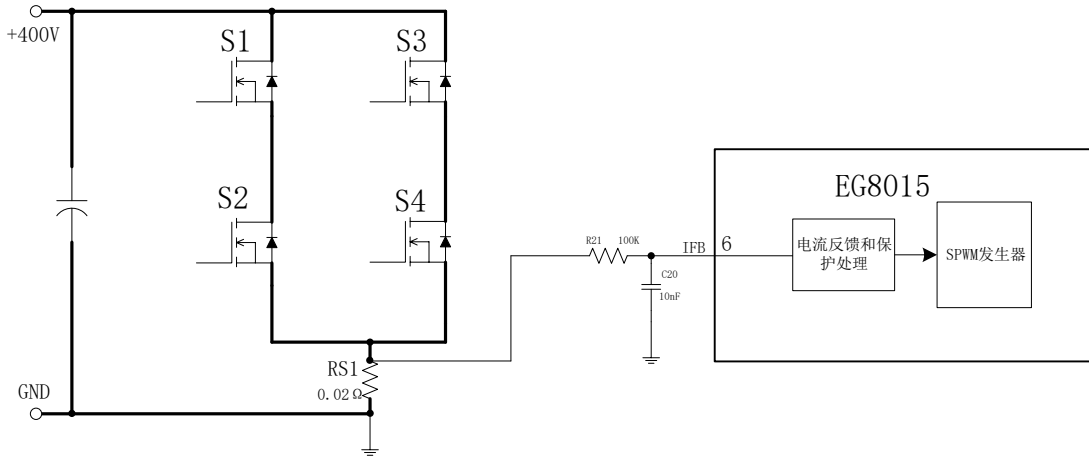 +400V
S1
S3
S2
S4
EG8015
R21
100K
IFB
6
电流反馈和保
护处理
SPWM发生器
C20
10nF
RS1
0.02Ω
GND